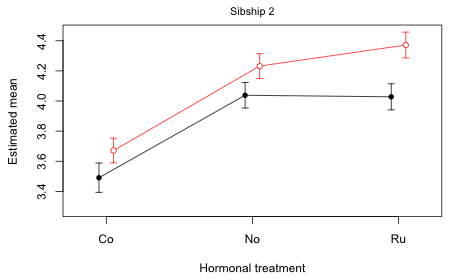 Sibship 2
Estimated mean
4.4
4.2
4.0
3.8
3.6
3.4
Co No Ru
Hormonal treatment